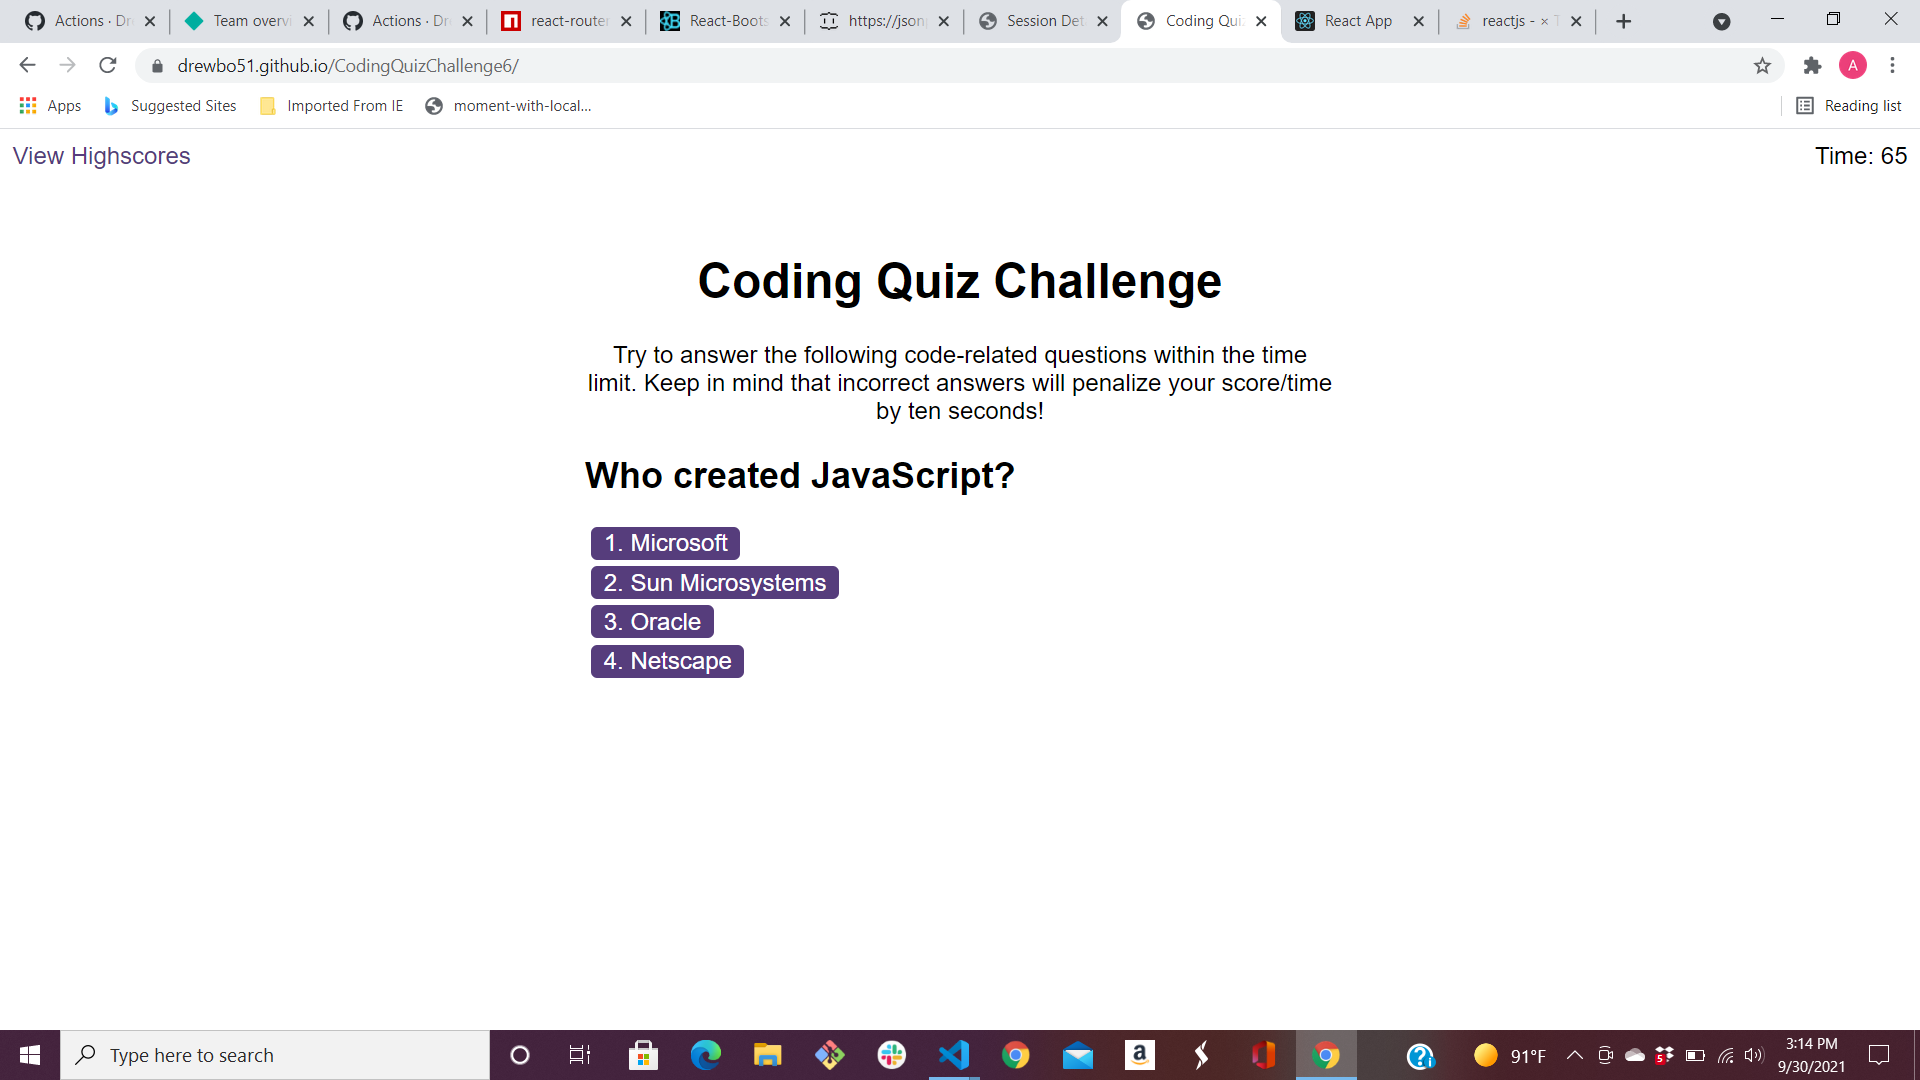 Actions · Dr
Team overvi
Actions · Dr
react-router
React-Boots
https://json
Session Det
Coding Qui
React App
reactjs - × T
drewbo51.github.io/CodingQuizChallenge6/
A
Apps
Suggested Sites
Imported From IE
moment-with-local...
Reading list
View Highscores
Time: 65
Coding Quiz Challenge
Try to answer the following code-related questions within the time
limit. Keep in mind that incorrect answers will penalize your score/time
by ten seconds!
Who created JavaScript?
1. Microsoft
2. Sun Microsystems
3. Oracle
4. Netscape
Type here to search
91°F
5
3:14 PM
9/30/2021